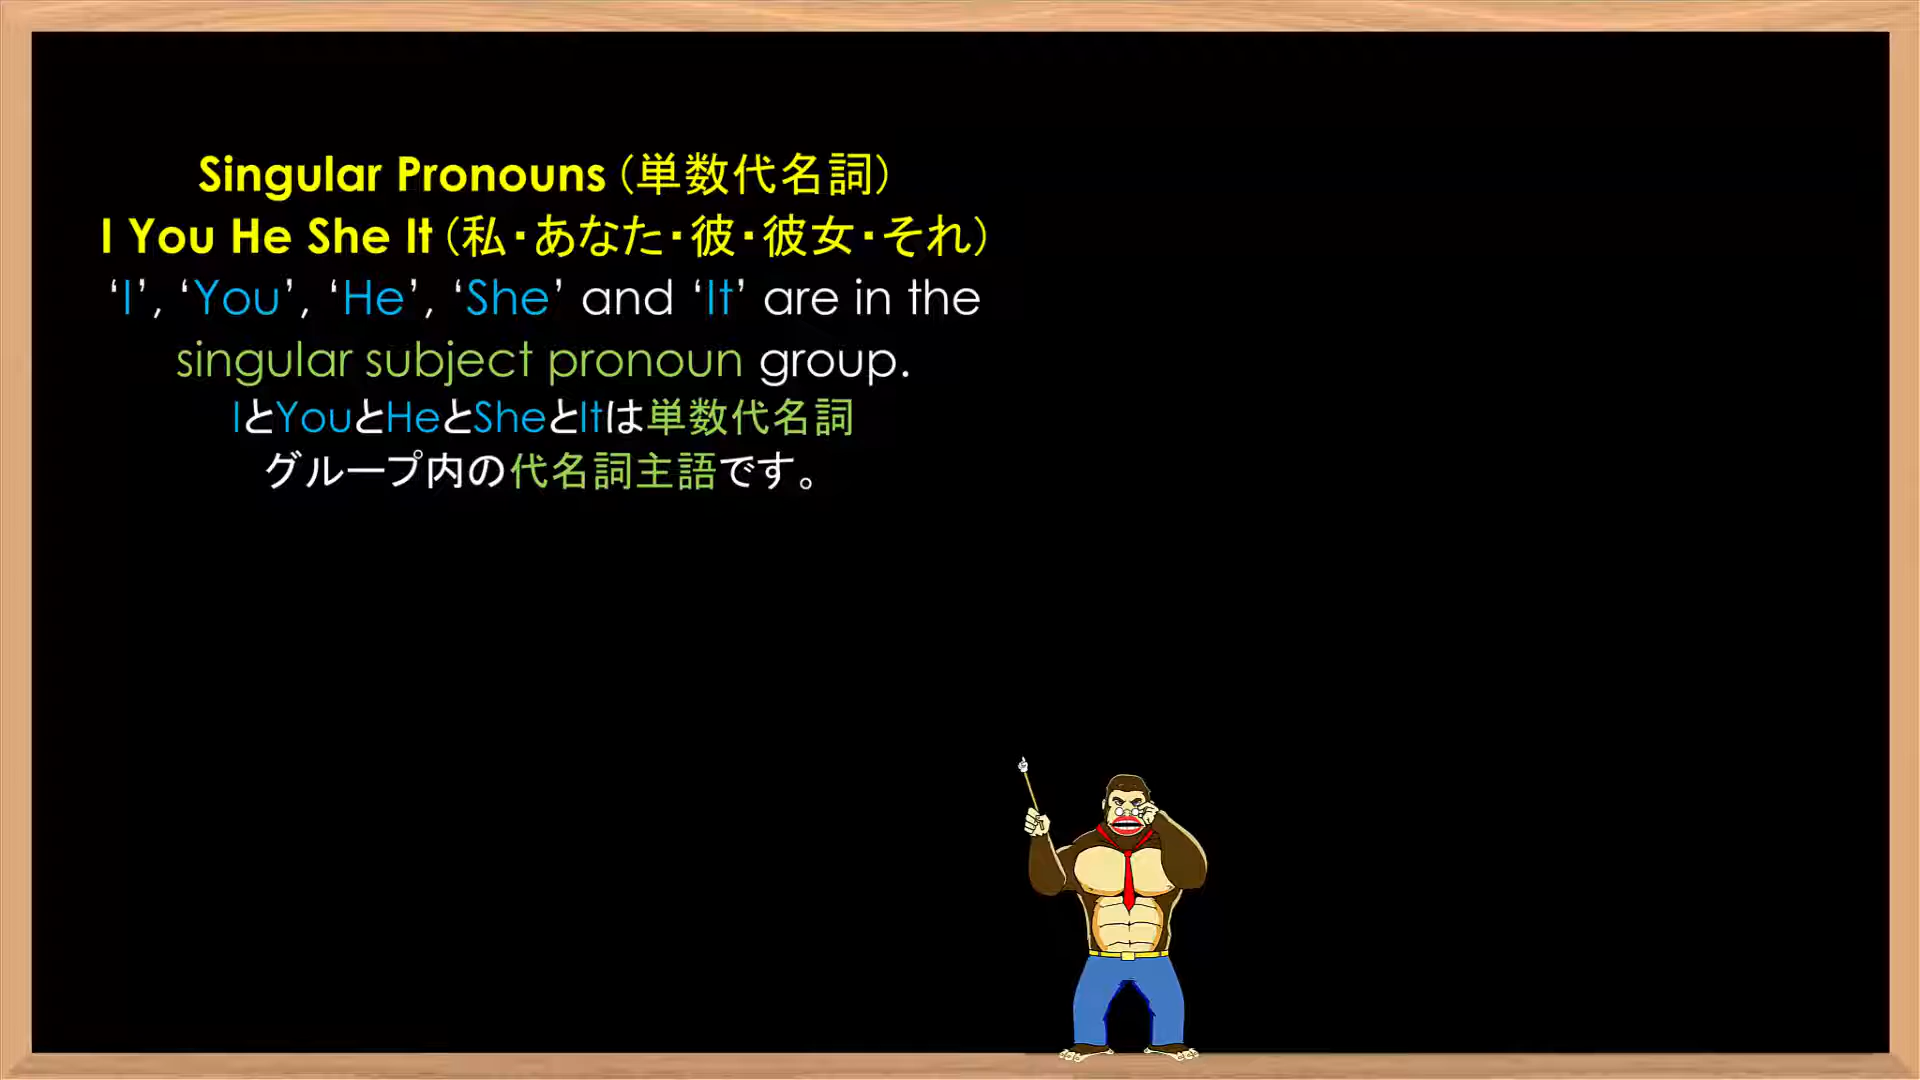 Singular Pronouns (単数代名詞)
I You He She It (私・あなた・彼・彼女・それ)
‘I’, ‘You’, ‘He’, ‘She’ and ‘It’ are in the
singular subject pronoun group.
IとYouとHeとSheとItは単数代名詞
グループ内の代名詞主語です。